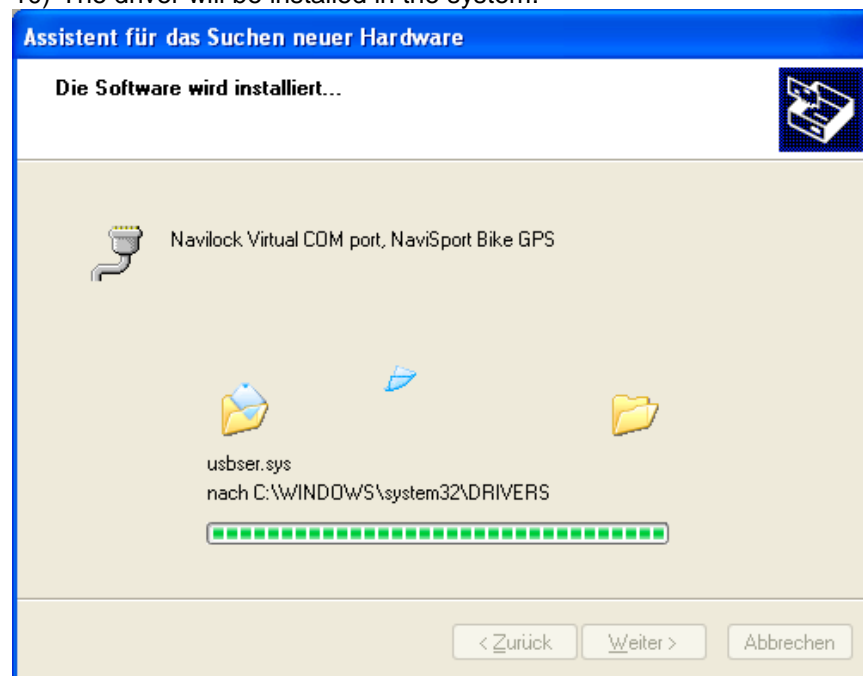 The driver will be installed in the system.
Assistent für das Suchen neuer Hardware
Die Software wird installiert...
Navilock Virtual COM port, NaviSport Bike GPS
usbser.sys
nach C:\WINDOWS\system32\DRIVERS
< Zurück Weiter > Abbrechen